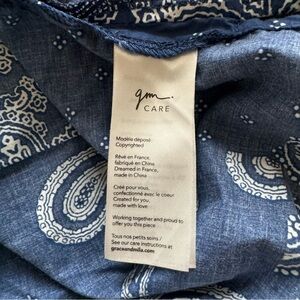 gm.
CARE
Modèle déposé
Copyrighted
Rêvé en France,
fabriqué en Chine
Dreamed in France,
made in China
Créé pour vous,
confectionné avec le coeur
Created for you,
made with love
Working together and proud to
offer you this piece
Tous nos petits soins /
See our care instructions at
graceandmila.com